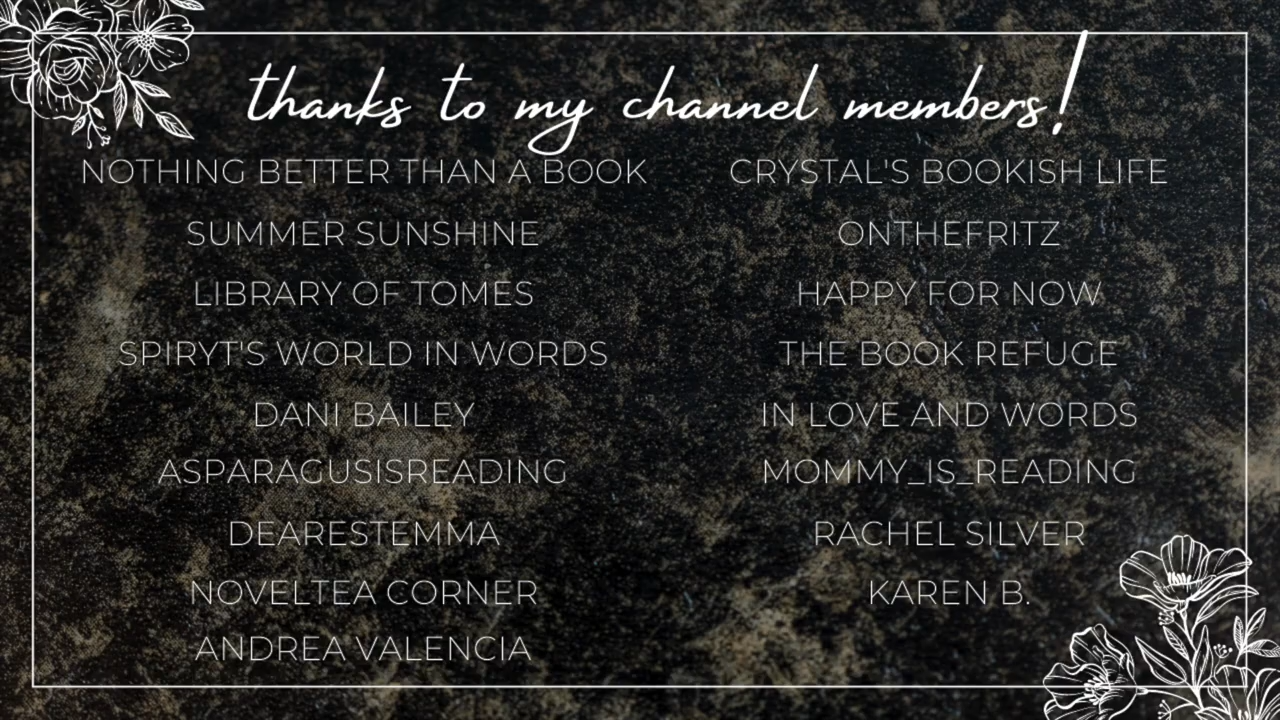 thanks to my channel members!
NOTHING BETTER THAN A BOOK
SUMMER SUNSHINE
LIBRARY OF TOMES
SPIRYT'S WORLD IN WORDS
DANI BAILEY
ASPARAGUSISREADING
DEARESTEMMA
NOVELTEA CORNER
ANDREA VALENCIA
CRYSTAL'S BOOKISH LIFE
ONTHEFRITZ
HAPPY FOR NOW
THE BOOK REFUGE
IN LOVE AND WORDS
MOMMY_IS_READING
RACHEL SILVER
KAREN B.